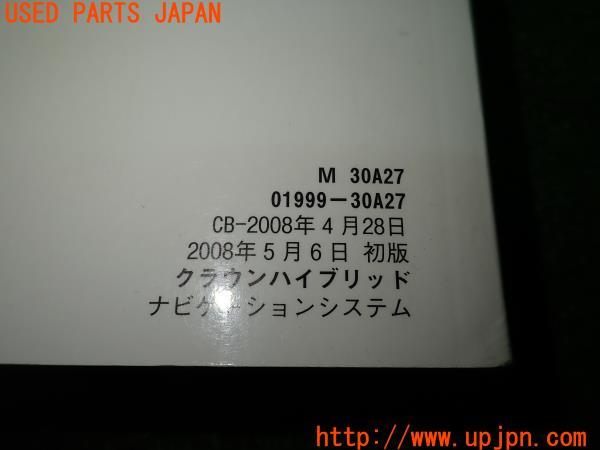 USED PARTS JAPAN
M 30A27
01999-30A27
CB-2008年4月28日
2008年5月6日 初版
クラウンハイブリッド
ナビゲーションシステム
http://www.upjpn.com